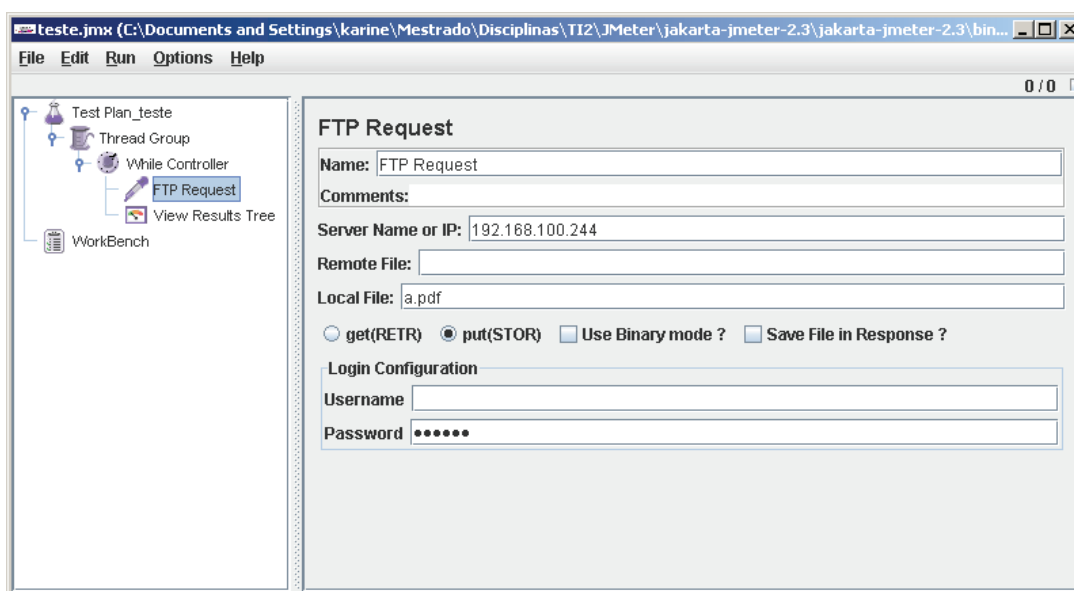 teste.jmx (C:\Documents and Settings\karine\Mestrado\Disciplinas\TI2\JMeter\jakarta-jmeter-2.3\jakarta-jmeter-2.3\bin...
File Edit Run Options Help
0 / 0
Test Plan_teste
Thread Group
While Controller
FTP Request
View Results Tree
WorkBench
FTP Request
Name: FTP Request
Comments:
Server Name or IP: 192.168.100.244
Remote File:
Local File: a.pdf
get(RETR) put(STOR) Use Binary mode ? Save File in Response ?
Login Configuration
Username
Password ••••••